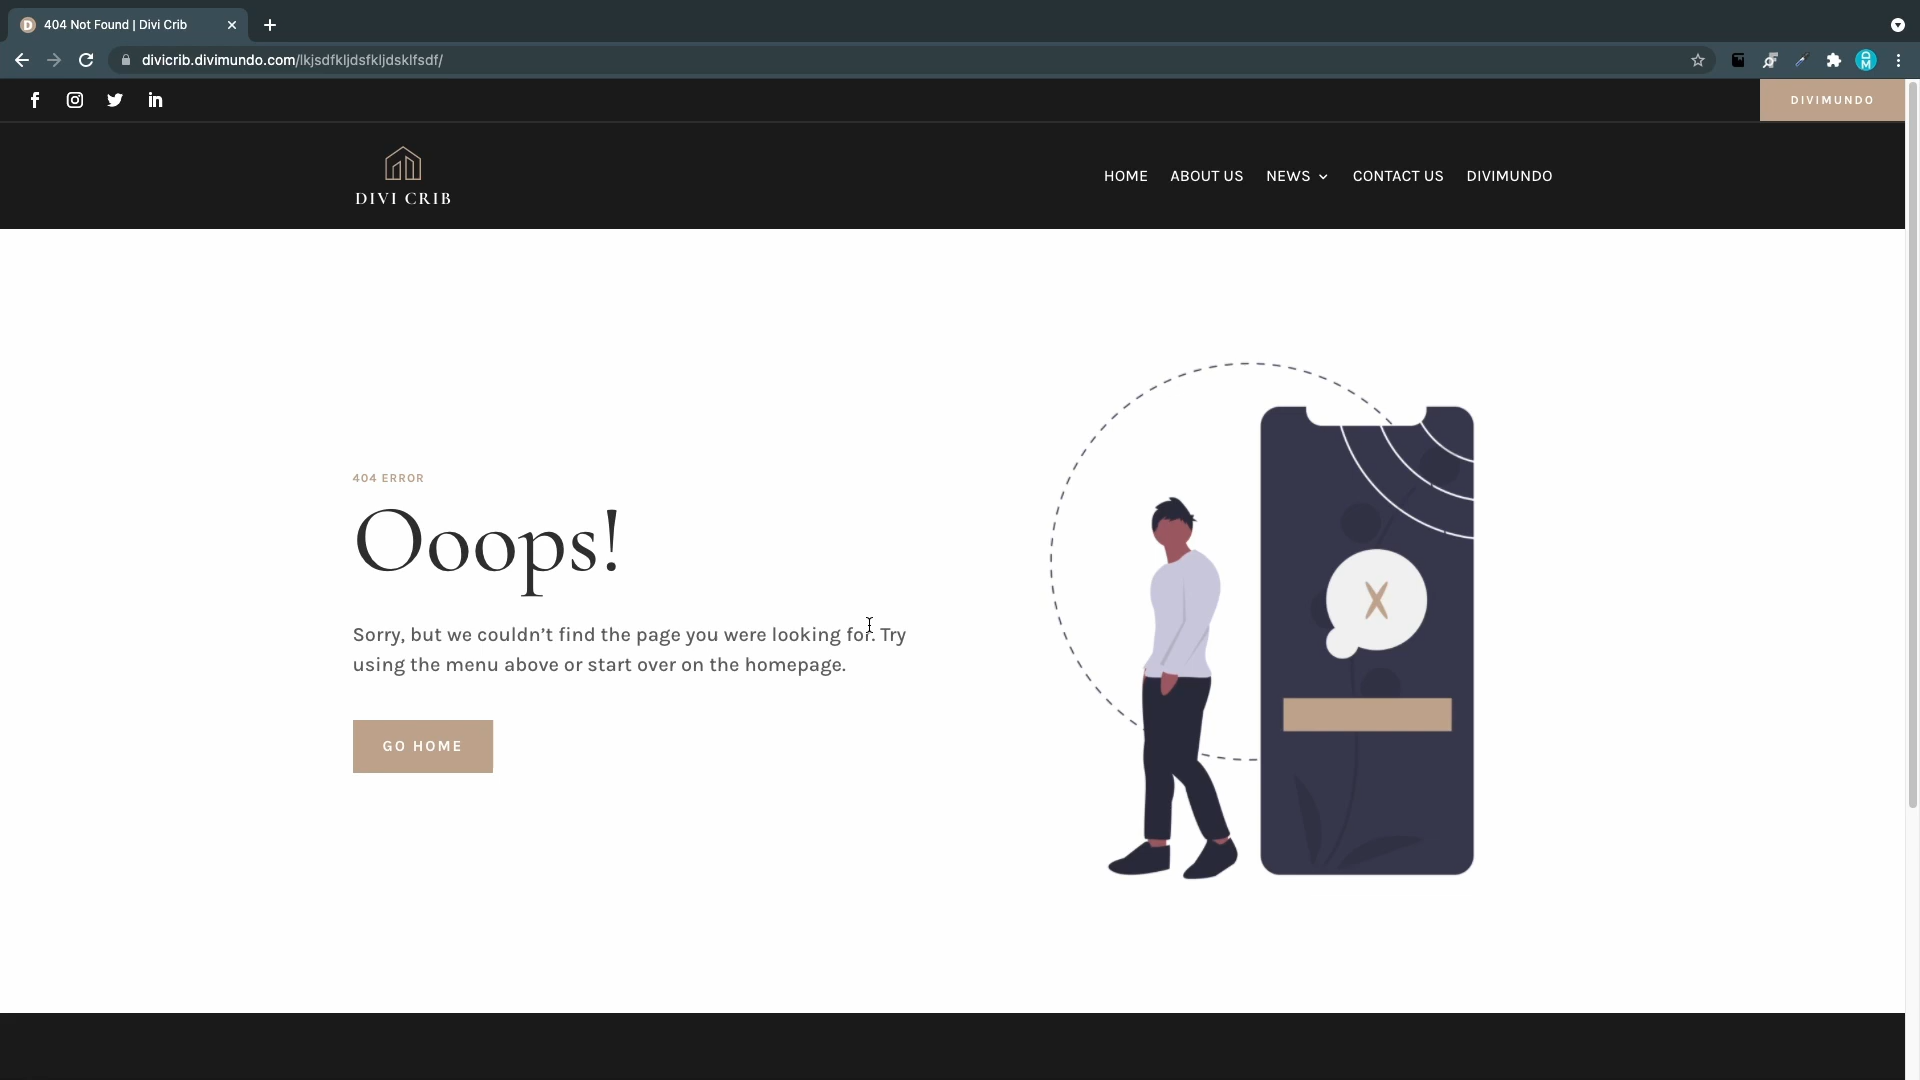 404 Not Found | Divi Crib
divicrib.divimundo.com/lkjsdfkljdsfkljdsklfsdf/
DIVIMUNDO
DIVI CRIB
HOME ABOUT US NEWS CONTACT US DIVIMUNDO
404 ERROR
Ooops!
Sorry, but we couldn’t find the page you were looking for. Try
using the menu above or start over on the homepage.
GO HOME